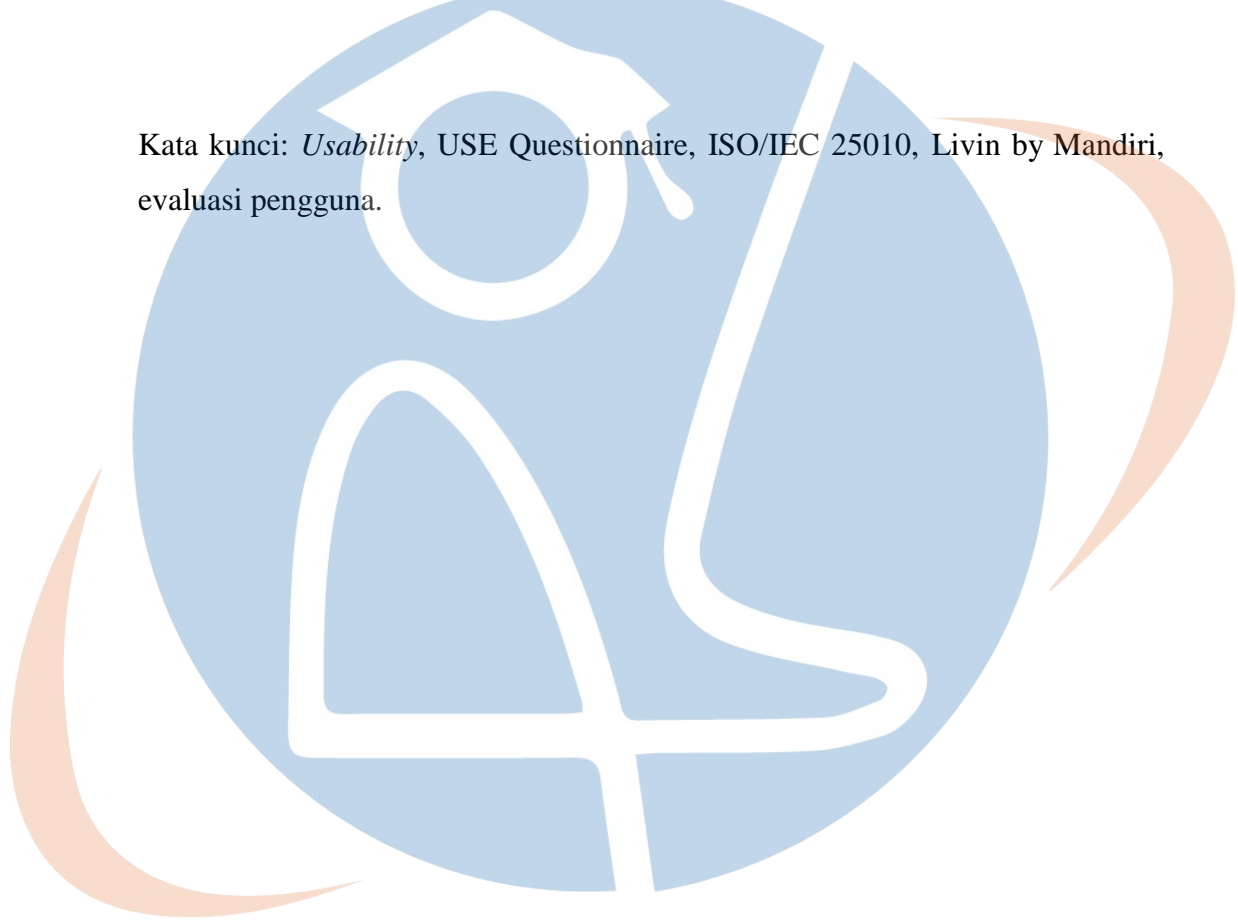 Kata kunci: Usability, USE Questionnaire, ISO/IEC 25010, Livin by Mandiri,
evaluasi pengguna.